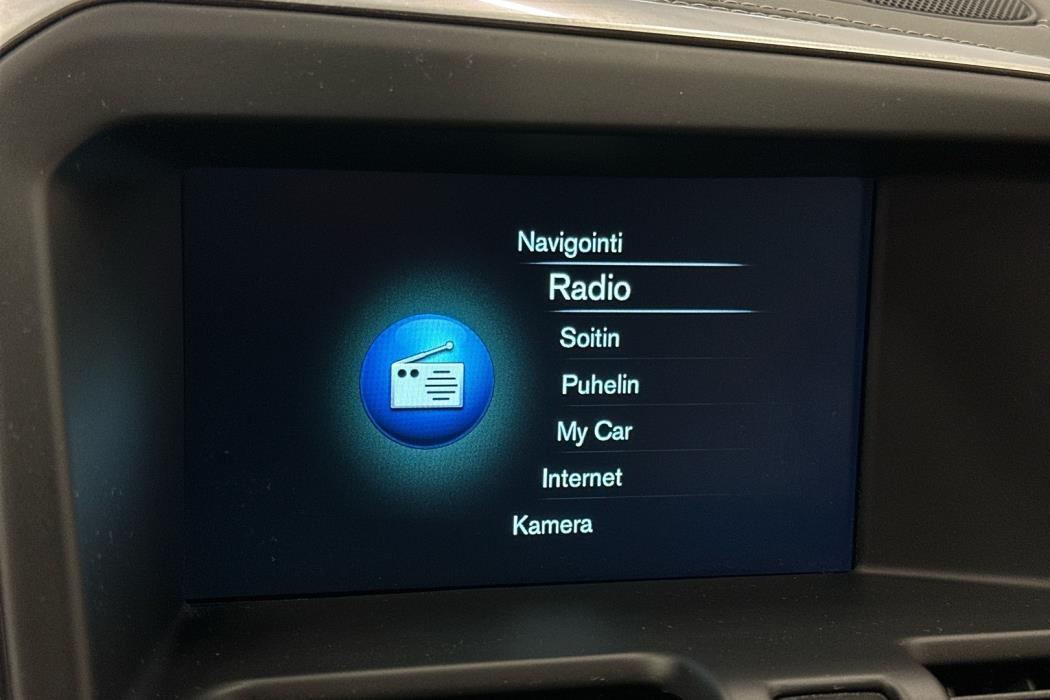 Navigointi
Radio
Soitin
Puhelin
My Car
Internet
Kamera